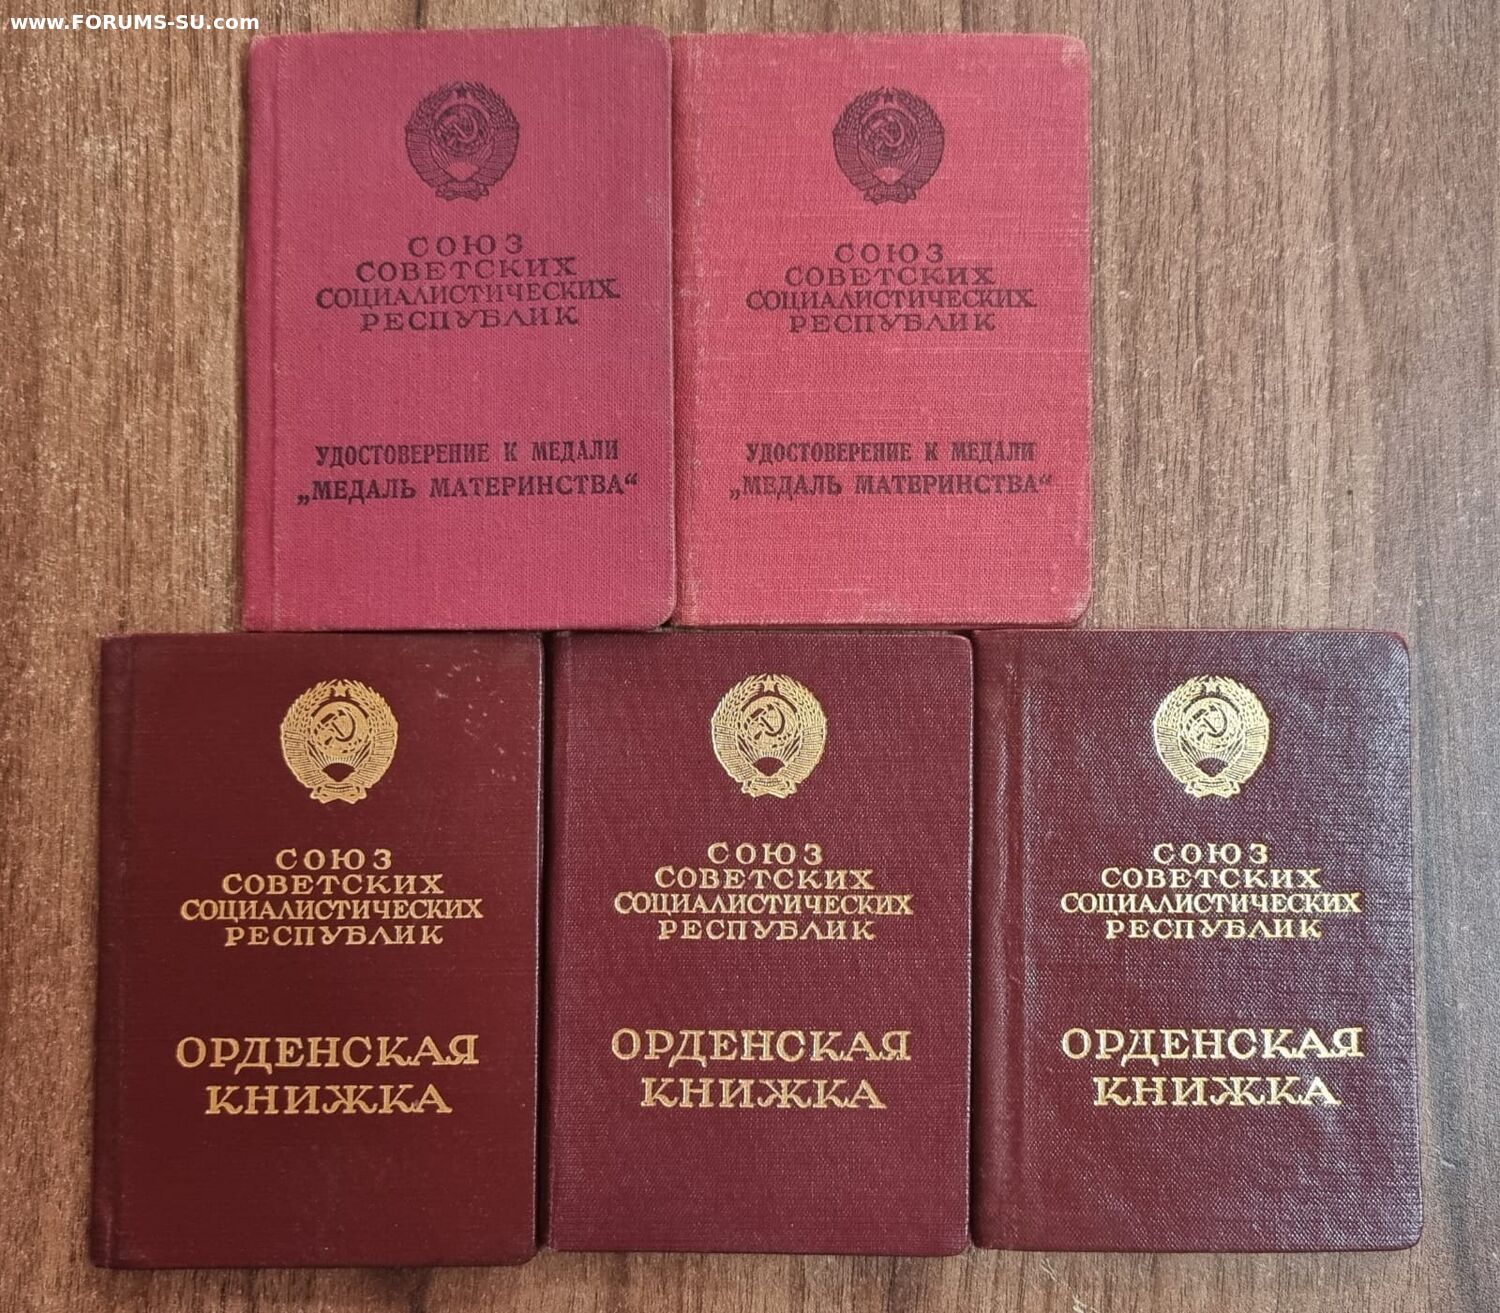 www.FORUMS-SU.com
СОЮЗ
СОВЕТСКИХ
СОЦИАЛИСТИЧЕСКИХ
РЕСПУБЛИК
УДОСТОВЕРЕНИЕ К МЕДАЛИ
„МЕДАЛЬ МАТЕРИНСТВА“
СОЮЗ
СОВЕТСКИХ
СОЦИАЛИСТИЧЕСКИХ
РЕСПУБЛИК
УДОСТОВЕРЕНИЕ К МЕДАЛИ
„МЕДАЛЬ МАТЕРИНСТВА“
СОЮЗ
СОВЕТСКИХ
СОЦИАЛИСТИЧЕСКИХ
РЕСПУБЛИК
ОРДЕНСКАЯ
КНИЖКА
СОЮЗ
СОВЕТСКИХ
СОЦИАЛИСТИЧЕСКИХ
РЕСПУБЛИК
ОРДЕНСКАЯ
КНИЖКА
СОЮЗ
СОВЕТСКИХ
СОЦИАЛИСТИЧЕСКИХ
РЕСПУБЛИК
ОРДЕНСКАЯ
КНИЖКА